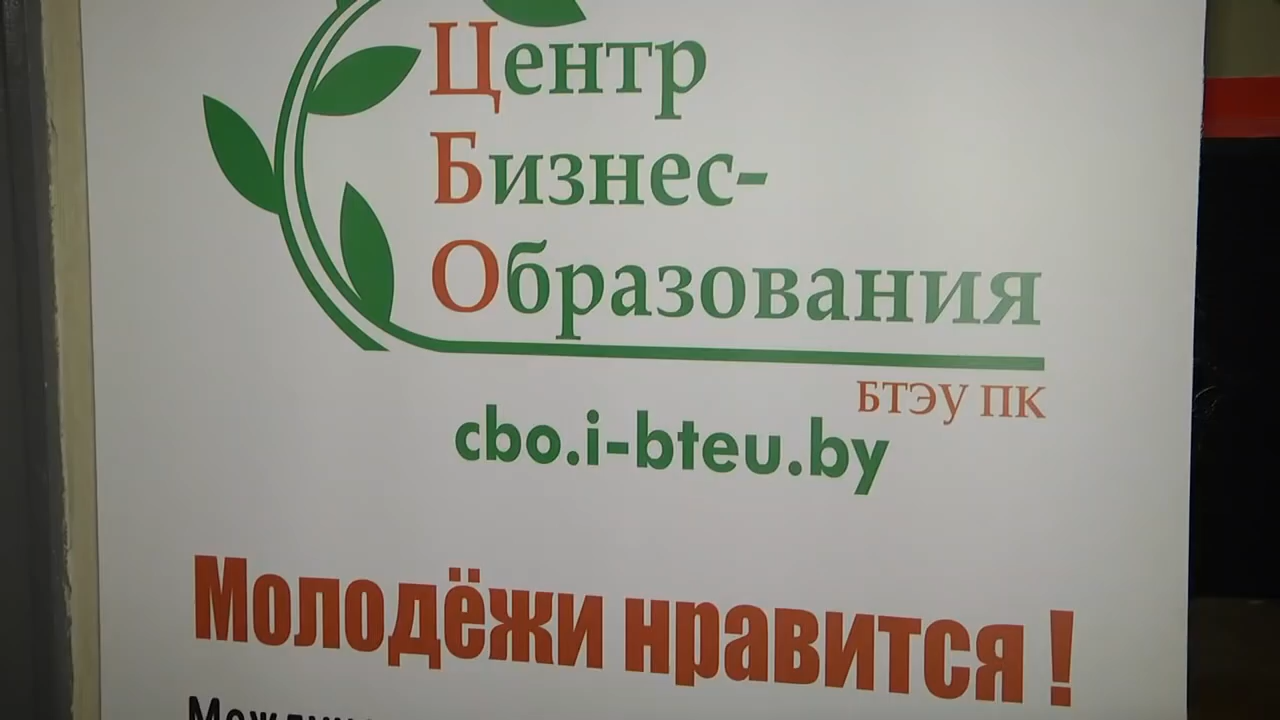 Центр
Бизнес-
Образования
БТЭУ ПК
cbo.i-bteu.by
Молодёжи нравится !